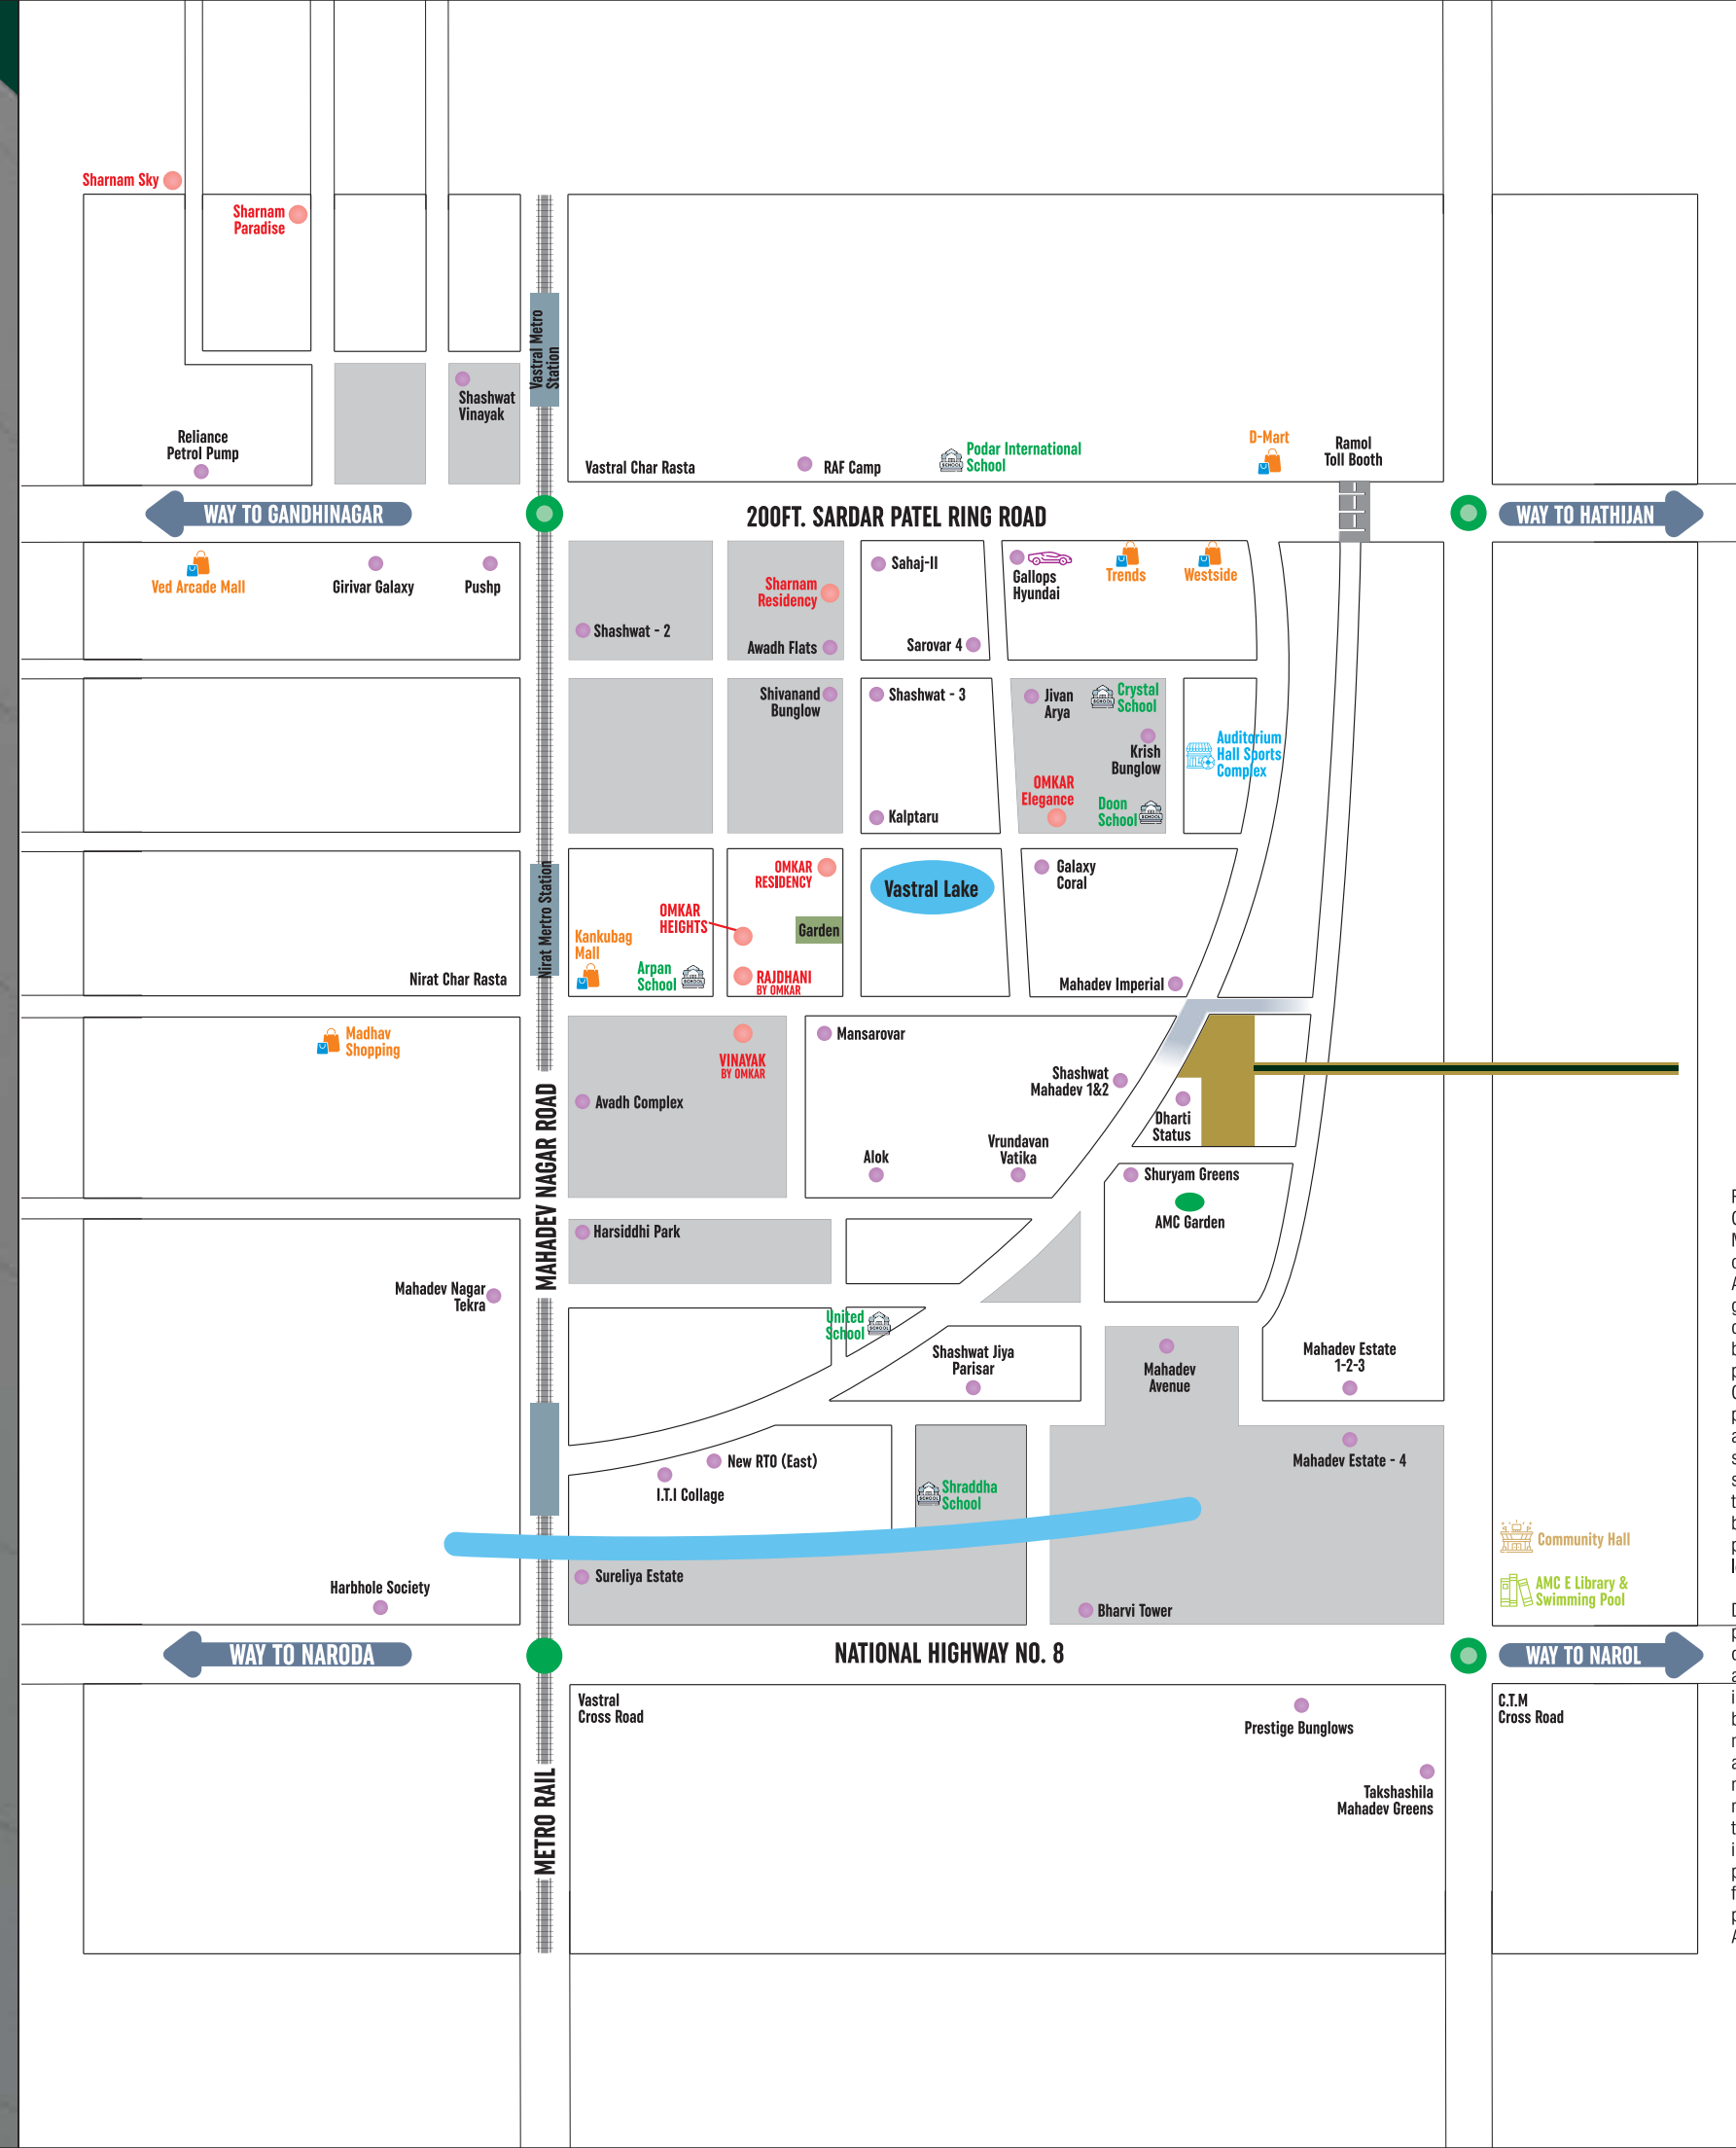 Sharnam Sky
Sharnam
Paradise
Vastral Metro
Station
Shashwat
Vinayak
Reliance
Petrol Pump
Vastral Char Rasta
RAF Camp
SCHOOL
Podar International
School
D-Mart
Ramol
Toll Booth
WAY TO GANDHINAGAR
200FT. SARDAR PATEL RING ROAD
WAY TO HATHIJAN
Ved Arcade Mall
Girivar Galaxy
Pushp
Shashwat - 2
Sharnam
Residency
Awadh Flats
Sahaj-II
Sarovar 4
Gallops
Hyundai
Trends
Westside
Shivanand
Bunglow
Shashwat - 3
Kalptaru
Jivan
Arya
SCHOOL
Crystal
School
Krish
Bunglow
OMKAR
Elegance
Doon
School
SCHOOL
Auditorium
Hall Sports
Complex
Nirat Mertro Station
Nirat Char Rasta
Kankubag
Mall
Arpan
School
SCHOOL
OMKAR
HEIGHTS
OMKAR
RESIDENCY
Garden
RAJDHANI
BY OMKAR
Vastral Lake
Galaxy
Coral
Mahadev Imperial
Madhav
Shopping
VINAYAK
BY OMKAR
Avadh Complex
Mansarovar
Shashwat
Mahadev 1&2
Alok
Vrundavan
Vatika
Dharti
Status
Shuryam Greens
AMC Garden
MAHADEV NAGAR ROAD
Harsiddhi Park
Mahadev Nagar
Tekra
United
School
SCHOOL
Shashwat Jiya
Parisar
Mahadev
Avenue
Mahadev Estate
1-2-3
New RTO (East)
I.T.I Collage
SCHOOL
Shraddha
School
Mahadev Estate - 4
Community Hall
AMC E Library &
Swimming Pool
Sureliya Estate
Harbhole Society
Bharvi Tower
WAY TO NARODA
NATIONAL HIGHWAY NO. 8
WAY TO NAROL
Vastral
Cross Road
C.T.M
Cross Road
Prestige Bunglows
Takshashila
Mahadev Greens
METRO RAIL